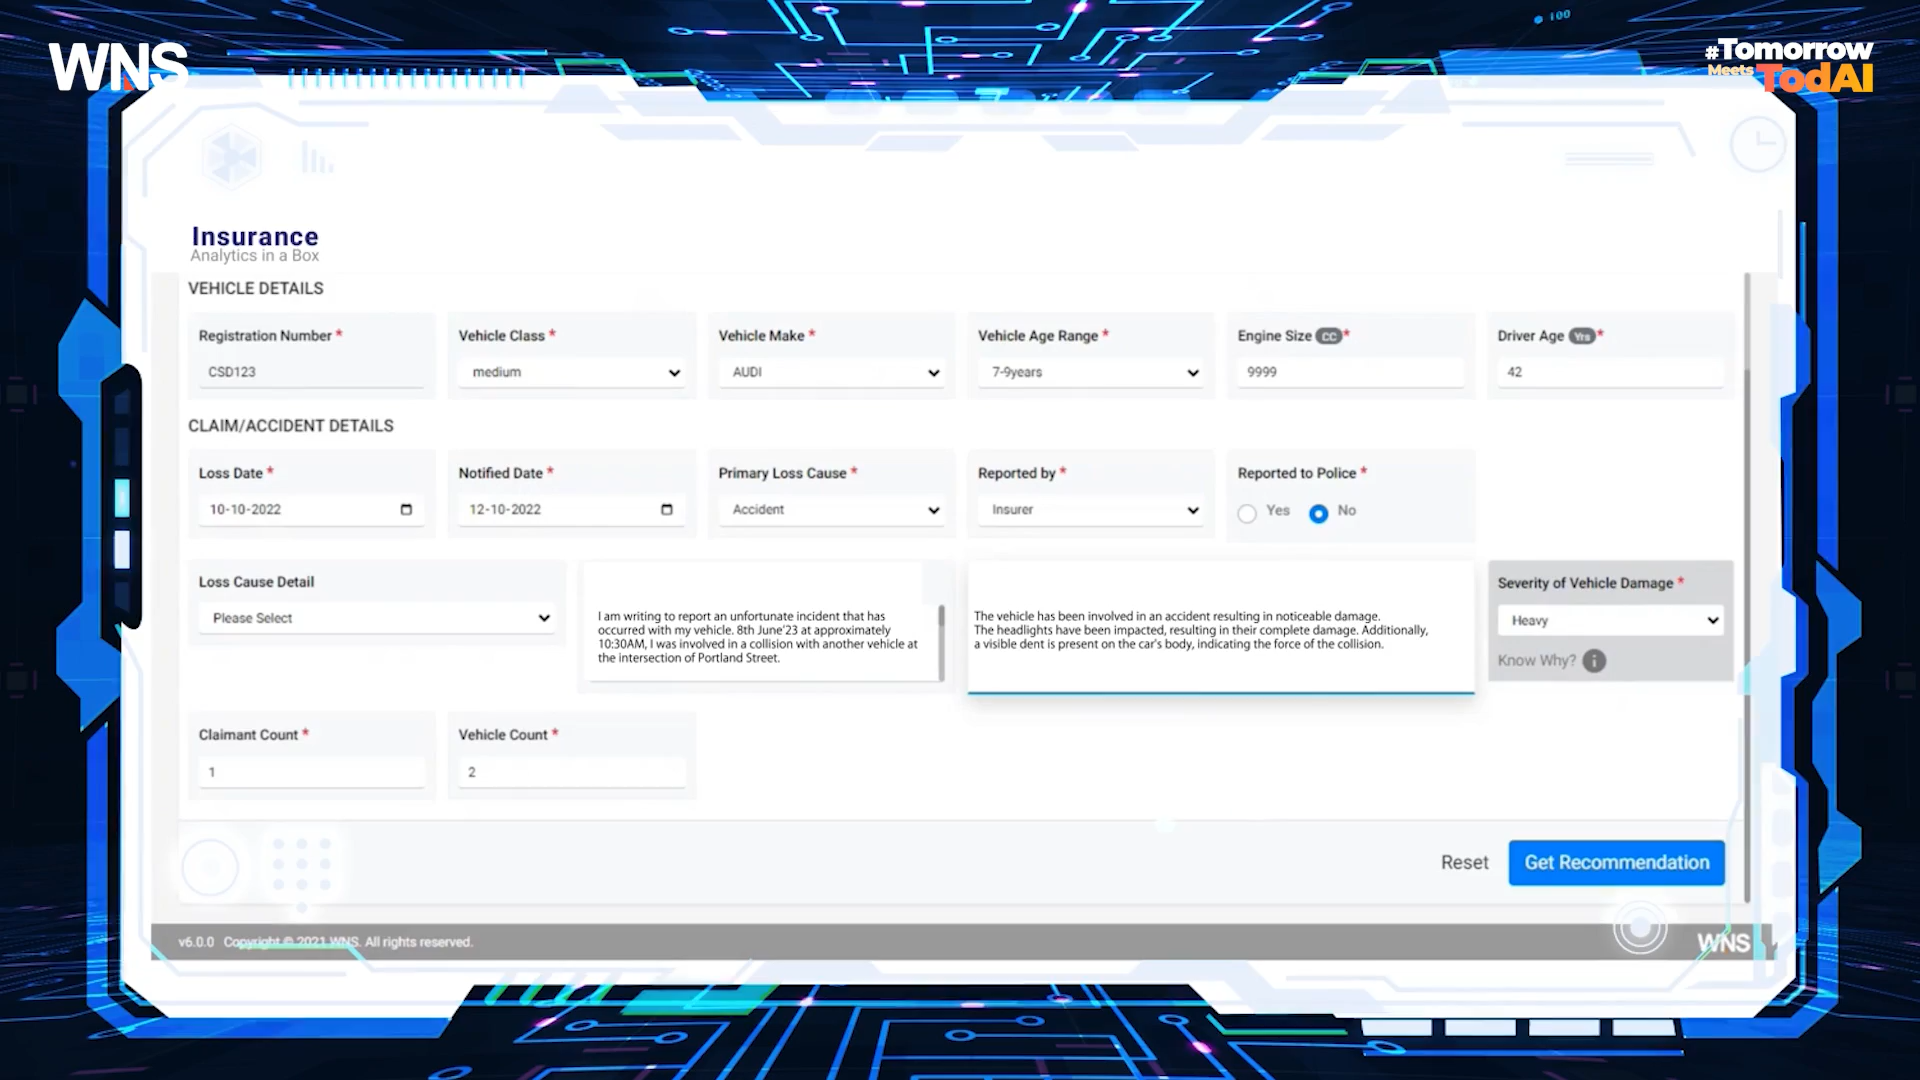 WNS
100
#Tomorrow
Meets TodAI
Insurance
Analytics in a Box
VEHICLE DETAILS
Registration Number *
Vehicle Class *
Vehicle Make *
Vehicle Age Range *
Engine Size CC *
Driver Age Yrs *
CSD123
medium
AUDI
7-9years
9999
42
CLAIM/ACCIDENT DETAILS
Loss Date *
Notified Date *
Primary Loss Cause *
Reported by *
Reported to Police *
10-10-2022
12-10-2022
Accident
Insurer
Yes
No
Loss Cause Detail
Please Select
I am writing to report an unfortunate incident that has
occurred with my vehicle. 8th June'23 at approximately
10:30AM, I was involved in a collision with another vehicle at
the intersection of Portland Street.
The vehicle has been involved in an accident resulting in noticeable damage.
The headlights have been impacted, resulting in their complete damage. Additionally,
a visible dent is present on the car's body, indicating the force of the collision.
Severity of Vehicle Damage *
Heavy
Know Why? i
Claimant Count *
Vehicle Count *
1
2
Reset
Get Recommendation
v6.0.0 Copyright © 2021 WNS. All rights reserved.
WNS